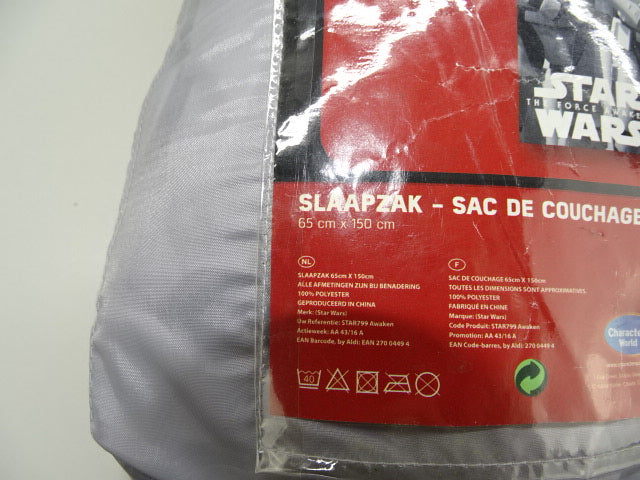 STAR
THE FORCE AWAKE
WARS
SLAAPZAK – SAC DE COUCHAGE
65 cm x 150 cm
NL
SLAAPZAK 65cm X 150cm
ALLE AFMETINGEN ZIJN BIJ BENADERING
100% POLYESTER
GEPRODUCEERD IN CHINA
Merk: (Star Wars)
Uw Referentie: STAR799 Awaken
Actieweek: AA 43/16 A
EAN Barcode, by Aldi: EAN 270 0449 4
F
SAC DE COUCHAGE 65cm X 150cm
TOUTES LES DIMENSIONS SONT APPROXIMATIVES.
100% POLYESTER
FABRIQUÉ EN CHINE
Marque: (Star Wars)
Code Produit: STAR799 Awaken
Promotion: AA 43/16 A
EAN Code-barres, by Aldi: EAN 270 0449 4
40
Characte
World